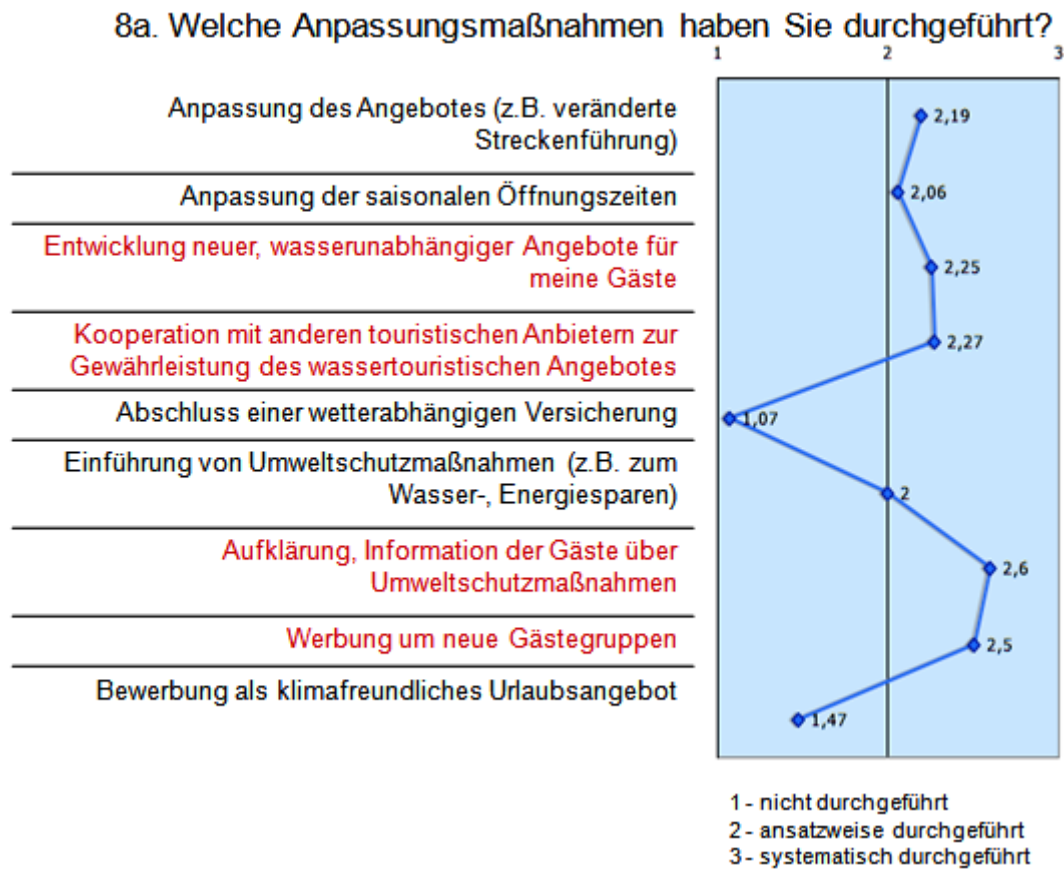 8a. Welche Anpassungsmaßnahmen haben Sie durchgeführt?
1 2 3
Anpassung des Angebotes (z.B. veränderte
Streckenführung)
2,19
Anpassung der saisonalen Öffnungszeiten
2,06
Entwicklung neuer, wasserunabhängiger Angebote für
meine Gäste
2,25
Kooperation mit anderen touristischen Anbietern zur
Gewährleistung des wassertouristischen Angebotes
2,27
Abschluss einer wetterabhängigen Versicherung
1,07
Einführung von Umweltschutzmaßnahmen (z.B. zum
Wasser-, Energiesparen)
2
Aufklärung, Information der Gäste über
Umweltschutzmaßnahmen
2,6
Werbung um neue Gästegruppen
2,5
Bewerbung als klimafreundliches Urlaubsangebot
1,47
1 - nicht durchgeführt
2 - ansatzweise durchgeführt
3 - systematisch durchgeführt